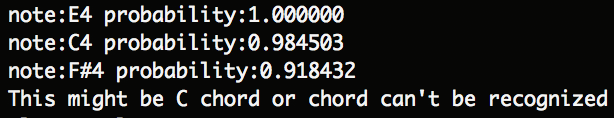 note:E4 probability:1.000000
note:C4 probability:0.984503
note:F#4 probability:0.918432
This might be C chord or chord can't be recognized